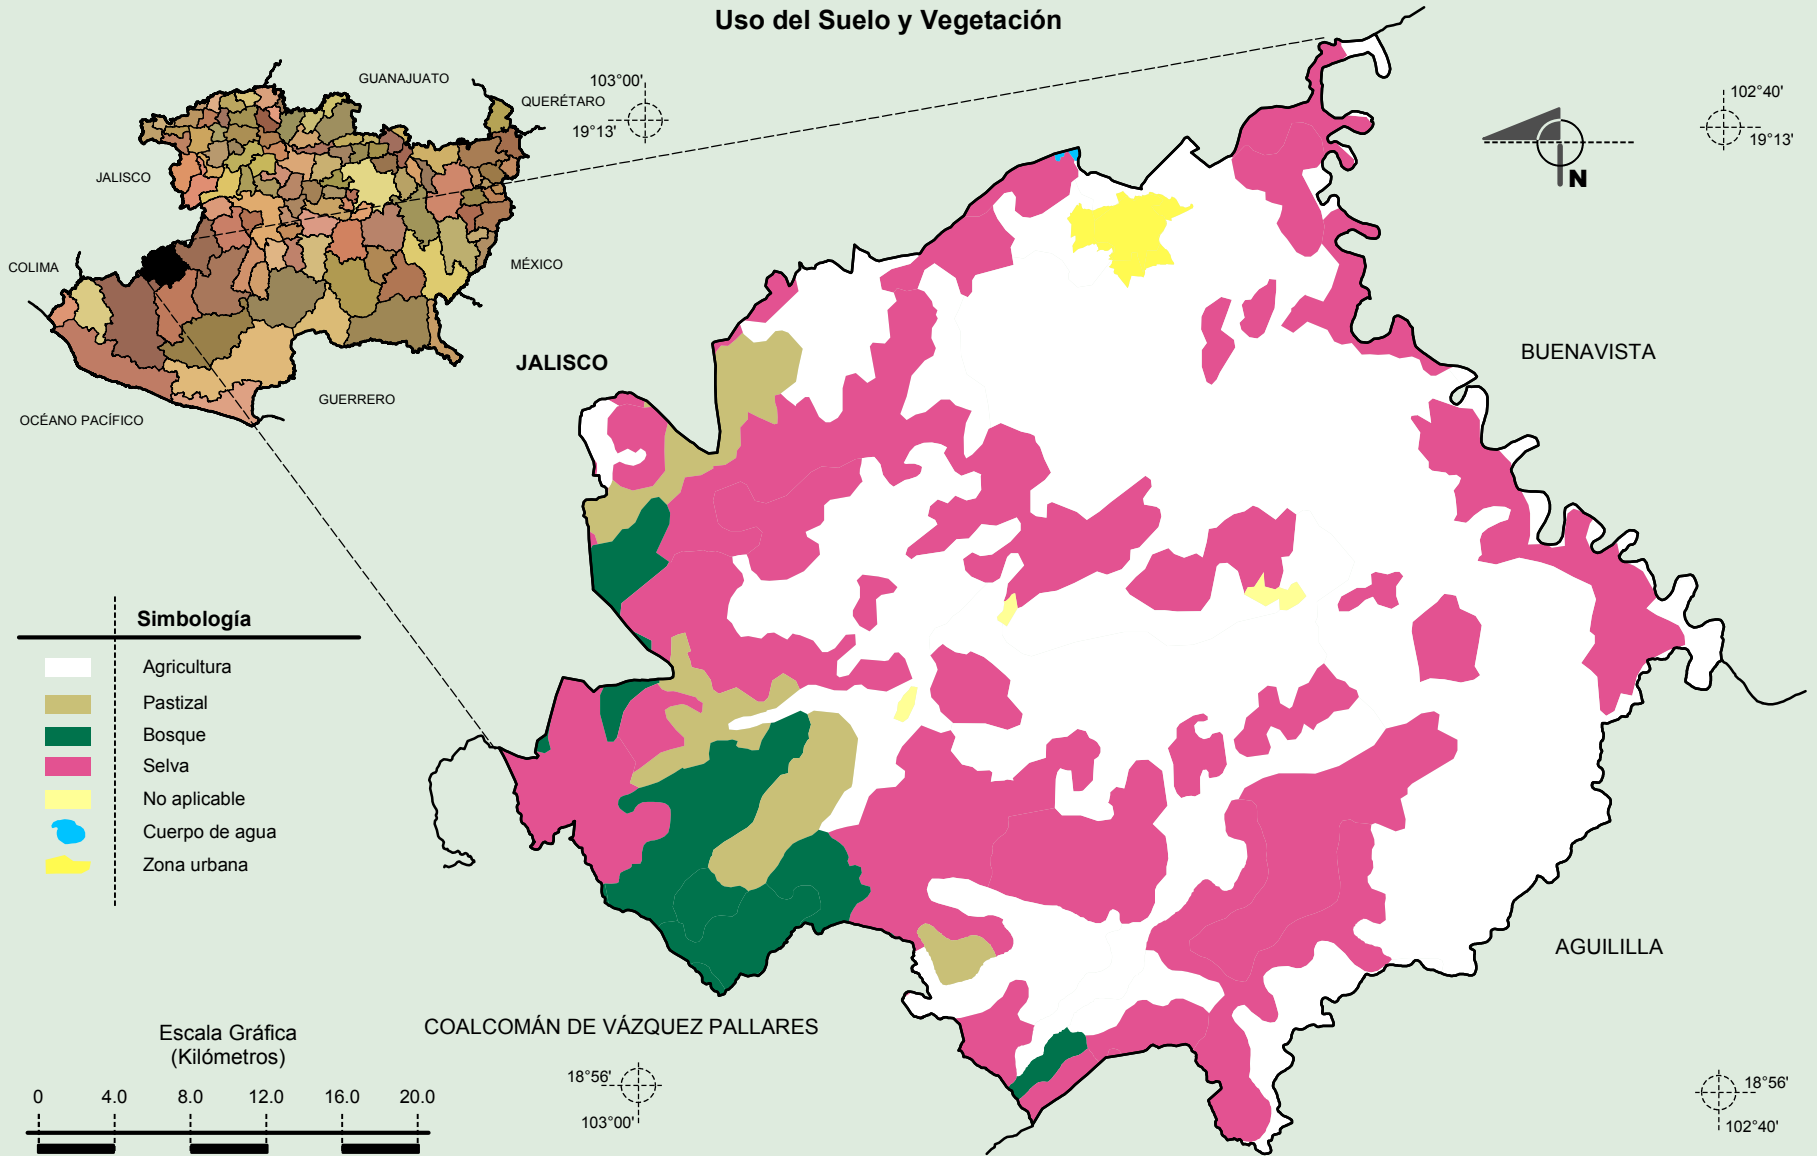 Uso del Suelo y Vegetación
GUANAJUATO
QUERÉTARO
JALISCO
COLIMA
MÉXICO
GUERRERO
OCÉANO PACÍFICO
103°00'
19°13'
102°40'
19°13'
N
JALISCO
BUENAVISTA
AGUILILLA
COALCOMÁN DE VÁZQUEZ PALLARES
Simbología
Agricultura
Pastizal
Bosque
Selva
No aplicable
Cuerpo de agua
Zona urbana
Escala Gráfica
(Kilómetros)
0 4.0 8.0 12.0 16.0 20.0
18°56'
103°00'
18°56'
102°40'